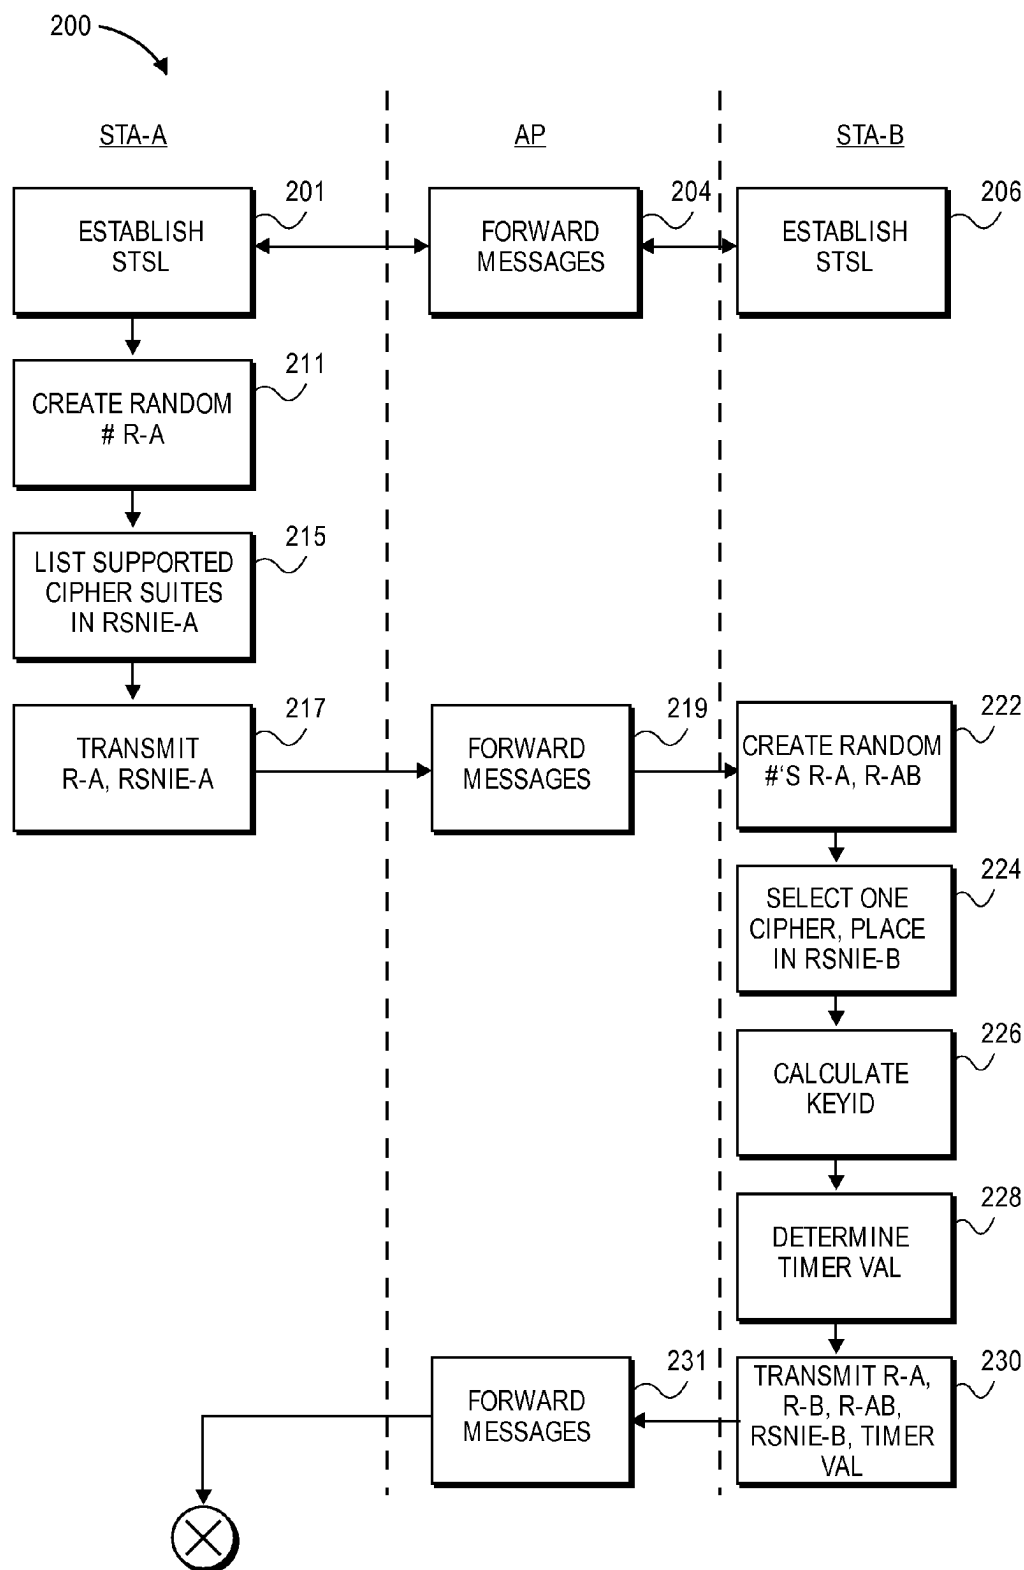 200
STA-A
AP
STA-B
201
ESTABLISH
STSL
204
FORWARD
MESSAGES
206
ESTABLISH
STSL
211
CREATE RANDOM
# R-A
215
LIST SUPPORTED
CIPHER SUITES
IN RSNIE-A
217
TRANSMIT
R-A, RSNIE-A
219
FORWARD
MESSAGES
222
CREATE RANDOM
#'S R-A, R-AB
224
SELECT ONE
CIPHER, PLACE
IN RSNIE-B
226
CALCULATE
KEYID
228
DETERMINE
TIMER VAL
231
FORWARD
MESSAGES
230
TRANSMIT R-A,
R-B, R-AB,
RSNIE-B, TIMER
VAL